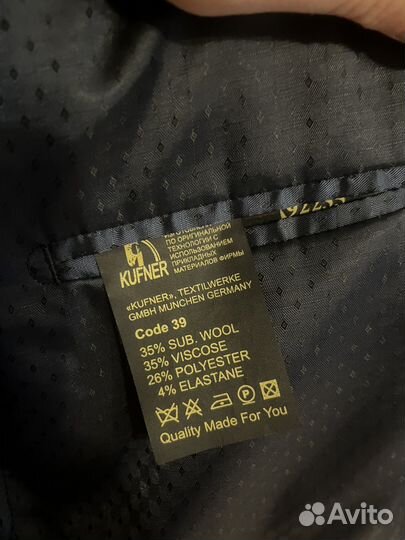 KUFNER
ИЗГОТОВЛЕНО
ПО ОРИГИНАЛЬНОЙ
ТЕХНОЛОГИИ С
ИСПОЛЬЗОВАНИЕМ
ПРИКЛАДНЫХ
МАТЕРИАЛОВ ФИРМЫ
«KUFNER», TEXTILWERKE
GMBH MUNCHEN GERMANY
Code 39
35% SUB. WOOL
35% VISCOSE
26% POLYESTER
4% ELASTANE
P
Quality Made For You
Avito